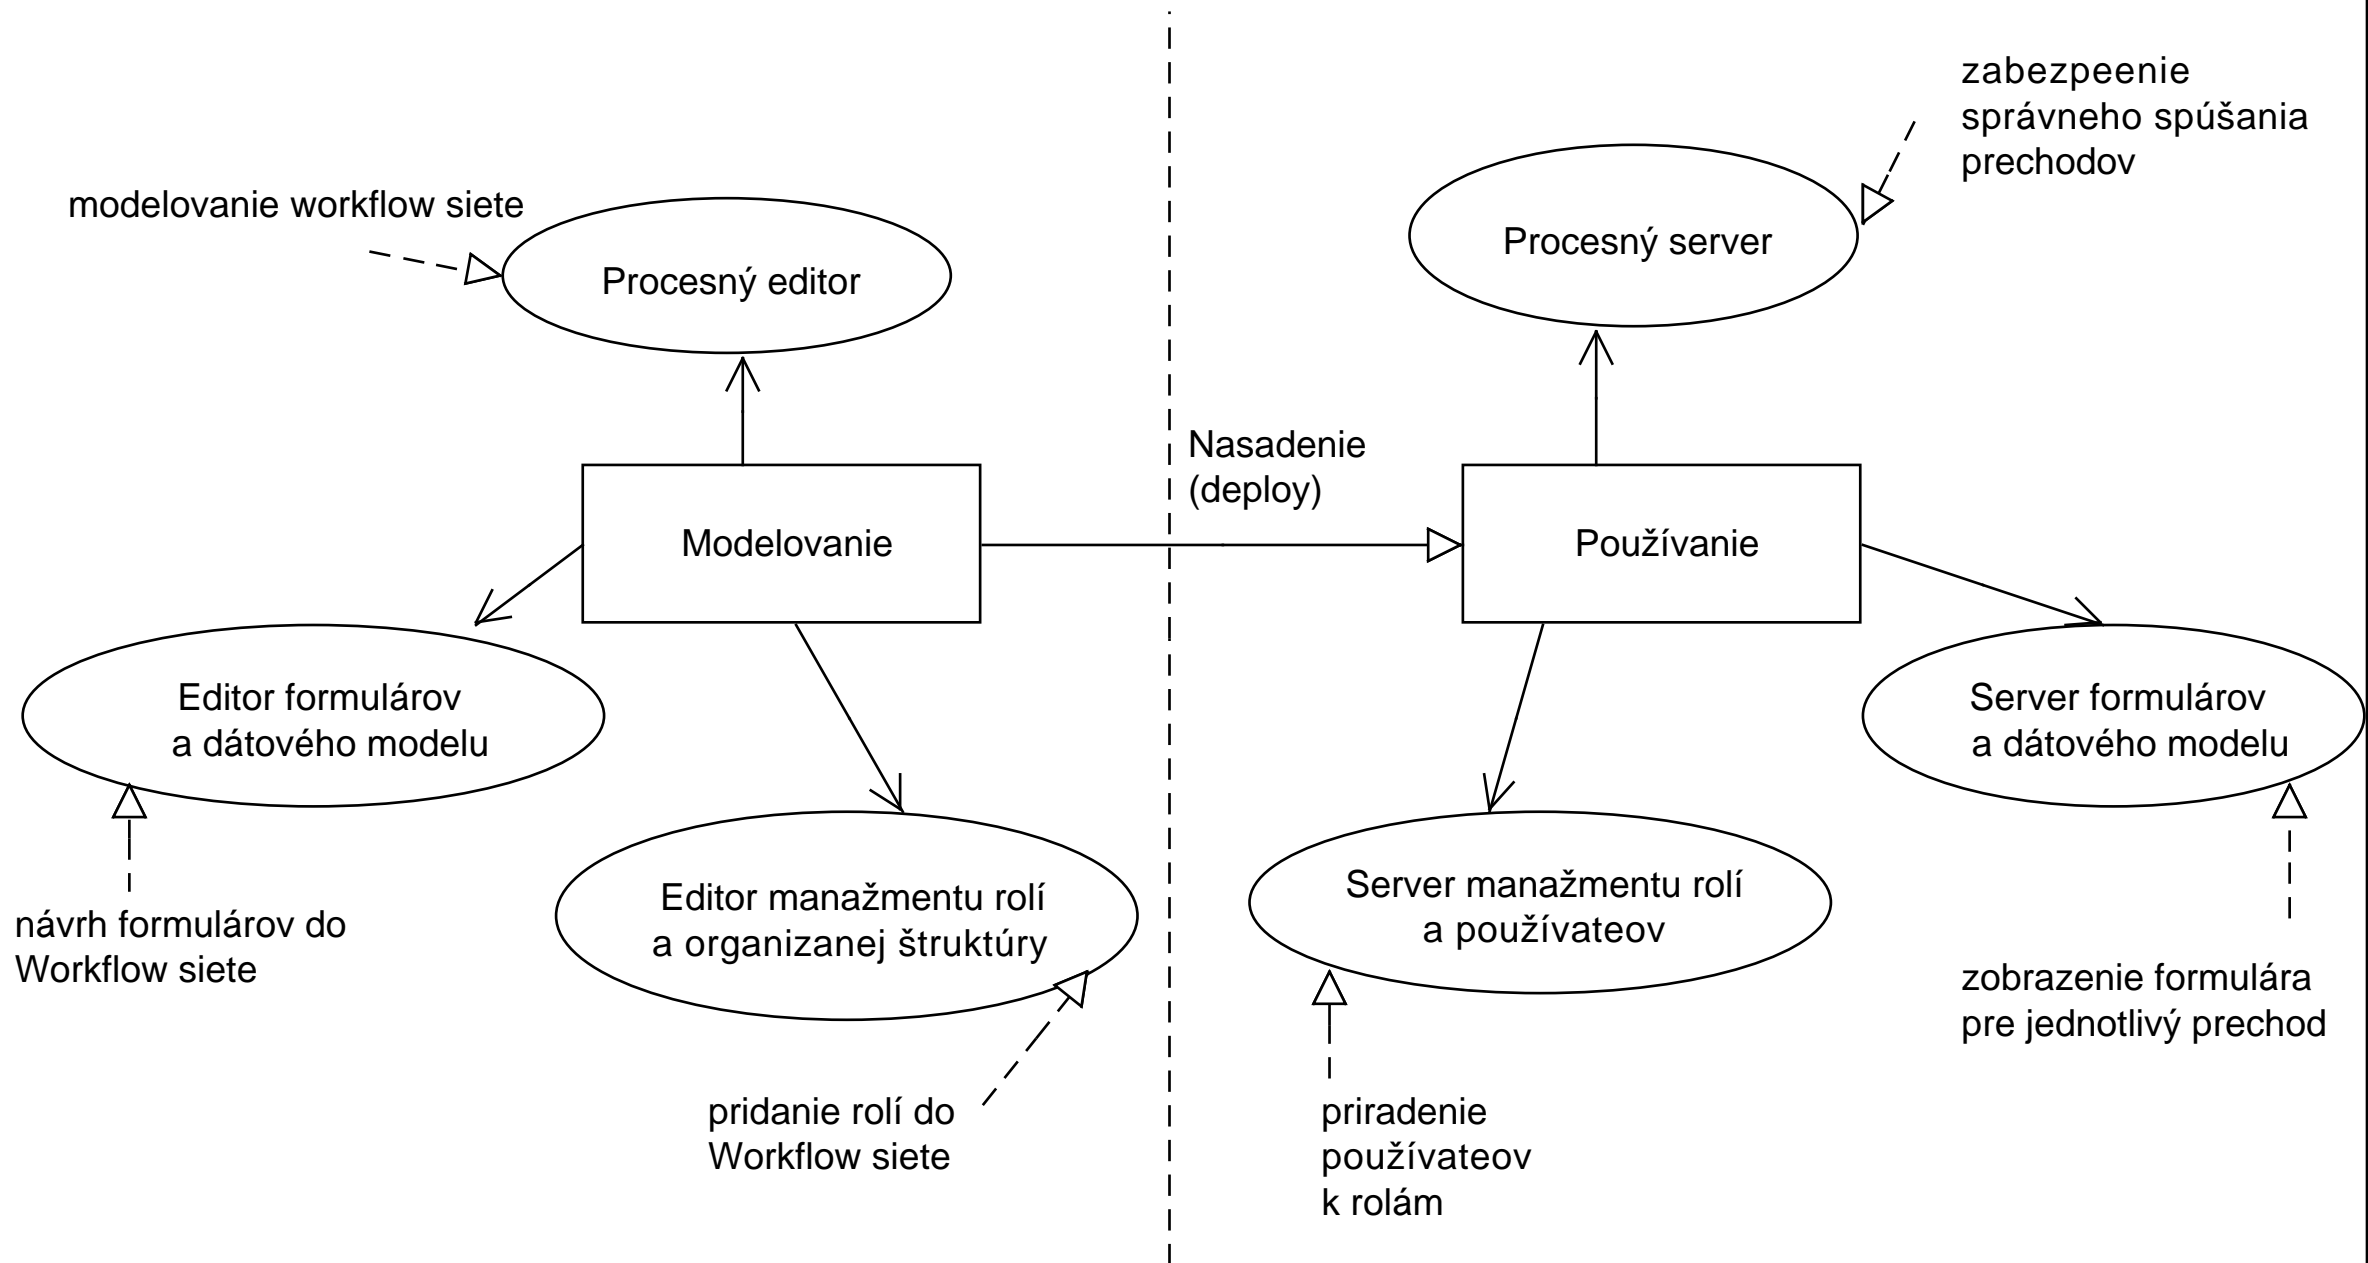 modelovanie workflow siete
Procesný editor
Modelovanie
Editor formulárov
a dátového modelu
návrh formulárov do
Workflow siete
Editor manažmentu rolí
a organizanej štruktúry
pridanie rolí do
Workflow siete
Nasadenie
(deploy)
zabezpeenie
správneho spúšania
prechodov
Procesný server
Používanie
Server formulárov
a dátového modelu
Server manažmentu rolí
a používateov
zobrazenie formulára
pre jednotlivý prechod
priradenie
používateov
k rolám